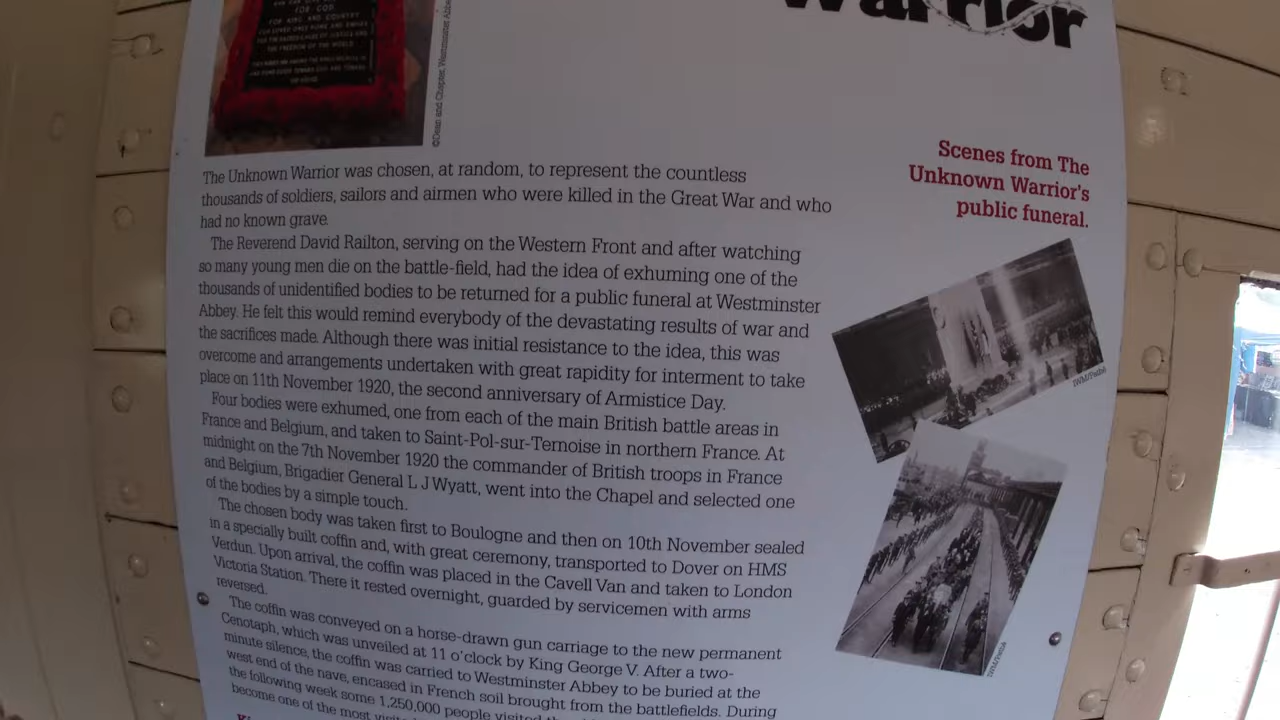 FOR GOD
FOR KING AND COUNTRY
THE FREEDOM OF THE WORLD
Warrior
©Dean and Chapter, Westminster
Scenes from The
Unknown Warrior's
public funeral.
The Unknown Warrior was chosen, at random, to represent the countless
thousands of soldiers, sailors and airmen who were killed in the Great War and who
had no known grave.
The Reverend David Railton, serving on the Western Front and after watching
so many young men die on the battle-field, had the idea of exhuming one of the
thousands of unidentified bodies to be returned for a public funeral at Westminster
Abbey. He felt this would remind everybody of the devastating results of war and
the sacrifices made. Although there was initial resistance to the idea, this was
overcome and arrangements undertaken with great rapidity for interment to take
place on 11th November 1920, the second anniversary of Armistice Day.
Four bodies were exhumed, one from each of the main British battle areas in
France and Belgium, and taken to Saint-Pol-sur-Ternoise in northern France. At
midnight on the 7th November 1920 the commander of British troops in France
and Belgium, Brigadier General L J Wyatt, went into the Chapel and selected one
of the bodies by a simple touch.
The chosen body was taken first to Boulogne and then on 10th November sealed
in a specially built coffin and, with great ceremony, transported to Dover on HMS
Verdun. Upon arrival, the coffin was placed in the Cavell Van and taken to London
Victoria Station. There it rested overnight, guarded by servicemen with arms
reversed.
The coffin was conveyed on a horse-drawn gun carriage to the new permanent
Cenotaph, which was unveiled at 11 o'clock by King George V. After a two-
minute silence, the coffin was carried to Westminster Abbey to be buried at the
west end of the nave, encased in French soil brought from the battlefields. During
the following week some 1,250,000 people visited the
become one of the most
IWM/Pathé
IWM/Pathé